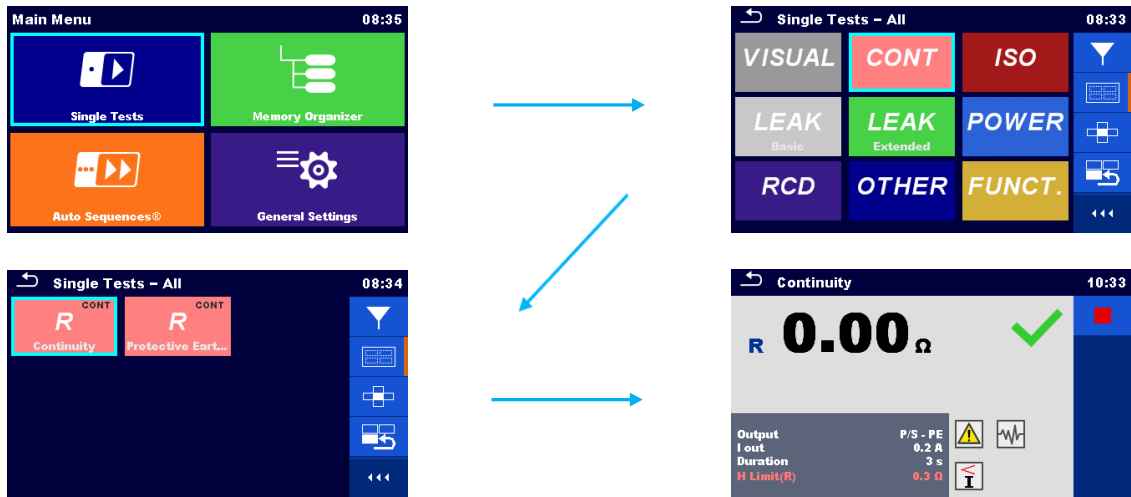 Main Menu 08:35
Single Tests
Memory Organizer
Auto Sequences®
General Settings
Single Tests – All 08:33
VISUAL
CONT
ISO
LEAK
Basic
LEAK
Extended
POWER
RCD
OTHER
FUNCT.
Single Tests – All 08:34
CONT
R
Continuity
CONT
R
Protective Eart...
Continuity 10:33
R 0.00 Ω
Output P/S - PE
I out 0.2 A
Duration 3 s
H Limit(R) 0.3 Ω
< I